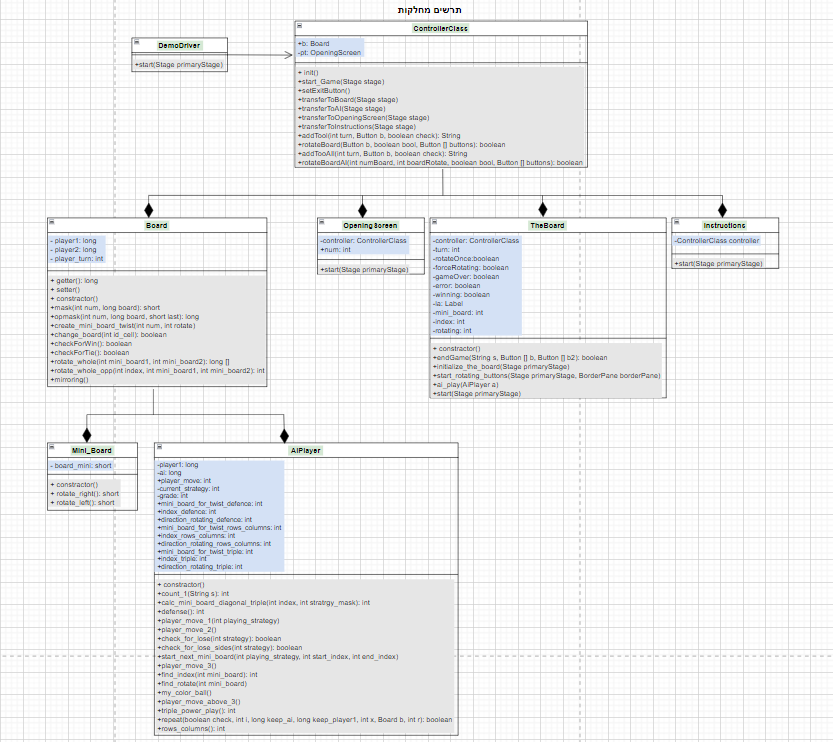 תרשים מחלקות
ControllerClass
+b: Board
-pt: OpeningScreen
+ init()
+start_Game(Stage stage)
+setExitButton()
+transferToBoard(Stage stage)
+transferToAI(Stage stage)
+transferToOpeningScreen(Stage stage)
+transferToInstructions(Stage stage)
+addTool(int turn, Button b, boolean check): String
+rotateBoard(Button b, boolean bool, Button [] buttons): boolean
+addTooAII(int turn, Button b, boolean check): String
+rotateBoardAI(int numBoard, int boardRotate, boolean bool, Button [] buttons): boolean
DemoDriver
+start(Stage primaryStage)
Board
- player1: long
- player2: long
- player_turn: int
+ getter(): long
+ setter()
+ constractor()
+mask(int num, long board): short
+opmask(int num, long board, short last): long
+create_mini_board_twist(int num, int rotate)
+change_board(int id_cell): boolean
+checkForWin(): boolean
+checkForTie(): boolean
+rotate_whole(int mini_board1, int mini_board2): long []
+rotate_whole_opp(int index, int mini_board1, int mini_board2): int
+mirroring()
OpeningScreen
-controller: ControllerClass
+num: int
+start(Stage primaryStage)
TheBoard
-controller: ControllerClass
-turn: int
-rotateOnce:boolean
-forceRotating: boolean
-gameOver: boolean
-error: boolean
-winning: boolean
-la: Label
-mini_board: int
-index: int
-rotating: int
+ constractor()
+endGame(String s, Button [] b, Button [] b2): boolean
+initialize_the_board(Stage primaryStage)
+start_rotating_buttons(Stage primaryStage, BorderPane borderPane)
+ai_play(AIPlayer a)
+start(Stage primaryStage)
Instructions
-ControllerClass controller
+start(Stage primaryStage)
Mini_Board
- board_mini: short
+ constractor()
+ rotate_right(): short
+ rotate_left(): short
AIPlayer
-player1: long
-ai: long
+player_move: int
-current_strategy: int
-grade: int
+mini_board_for_twist_defence: int
+index_defence: int
+direction_rotating_defence: int
+mini_board_for_twist_rows_columns: int
+index_rows_columns: int
+direction_rotating_rows_columns: int
+mini_board_for_twist_triple: int
+index_triple: int
+direction_rotating_triple: int
+ constractor()
+count_1(String s): int
+calc_mini_board_diagonal_triple(int index, int stratrgy_mask): int
+defense(): int
+player_move_1(int playing_strategy)
+player_move_2()
+check_for_lose(int strategy): boolean
+check_for_lose_sides(int strategy): boolean
+start_next_mini_board(int playing_strategy, int start_index, int end_index)
+player_move_3()
+find_index(int mini_board): int
+find_rotate(int mini_board)
+my_color_ball()
+player_move_above_3()
+triple_power_play(): int
+repeat(boolean check, int i, long keep_ai, long keep_player1, int x, Board b, int r): boolean
+rows_columns(): int